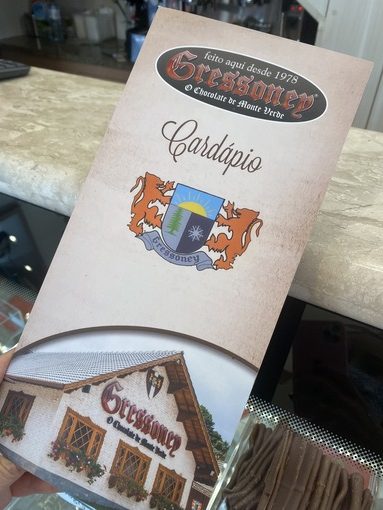 feito aqui desde 1978
Gressoney
O Chocolate de Monte Verde
Cardápio
Gressoney
Gressoney
O Chocolate de Monte Verde